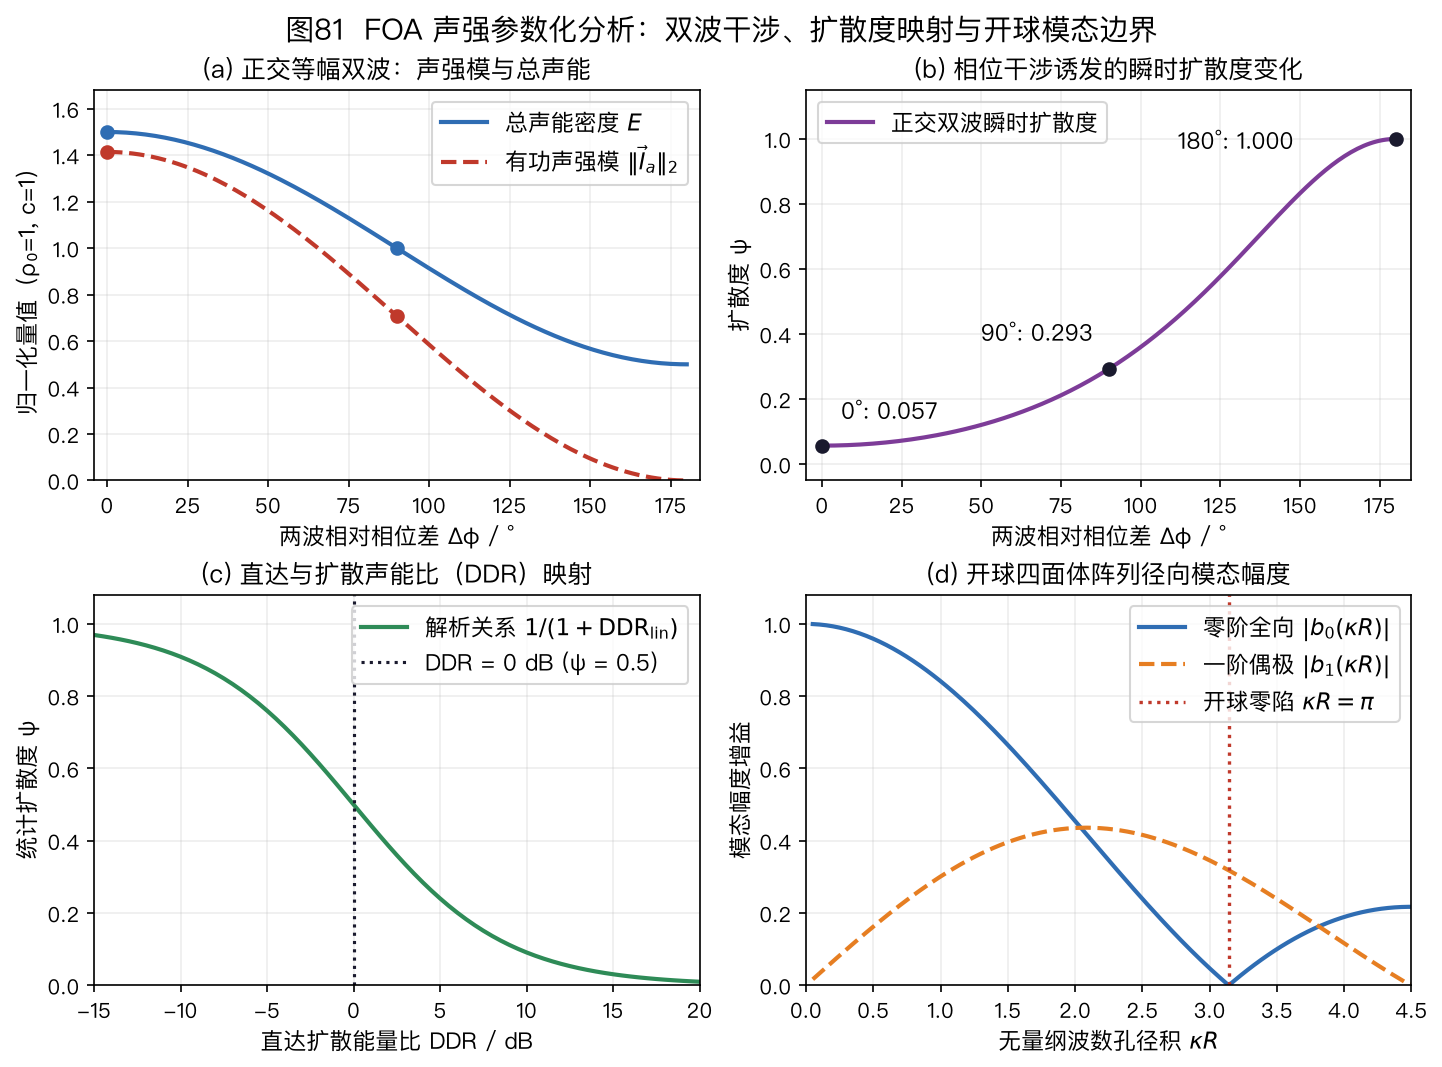 图81 FOA 声强参数化分析：双波干涉、扩散度映射与开球模态边界
(a) 正交等幅双波：声强模与总声能
归一化量值（ρ₀=1, c=1）
1.6
1.4
1.2
1.0
0.8
0.6
0.4
0.2
0.0
总声能密度 E
有功声强模 ‖I⃗ₐ‖₂
0 25 50 75 100 125 150 175
两波相对相位差 Δϕ / °
(b) 相位干涉诱发的瞬时扩散度变化
扩散度 ψ
1.0
0.8
0.6
0.4
0.2
0.0
正交双波瞬时扩散度
180°: 1.000
90°: 0.293
0°: 0.057
0 25 50 75 100 125 150 175
两波相对相位差 Δϕ / °
(c) 直达与扩散声能比（DDR）映射
统计扩散度 ψ
1.0
0.8
0.6
0.4
0.2
0.0
解析关系 1/(1 + DDR_lin)
DDR = 0 dB (ψ = 0.5)
−15 −10 −5 0 5 10 15 20
直达扩散能量比 DDR / dB
(d) 开球四面体阵列径向模态幅度
模态幅度增益
1.0
0.8
0.6
0.4
0.2
0.0
零阶全向 |b₀(κR)|
一阶偶极 |b₁(κR)|
开球零陷 κR = π
0.0 0.5 1.0 1.5 2.0 2.5 3.0 3.5 4.0 4.5
无量纲波数孔径积 κR